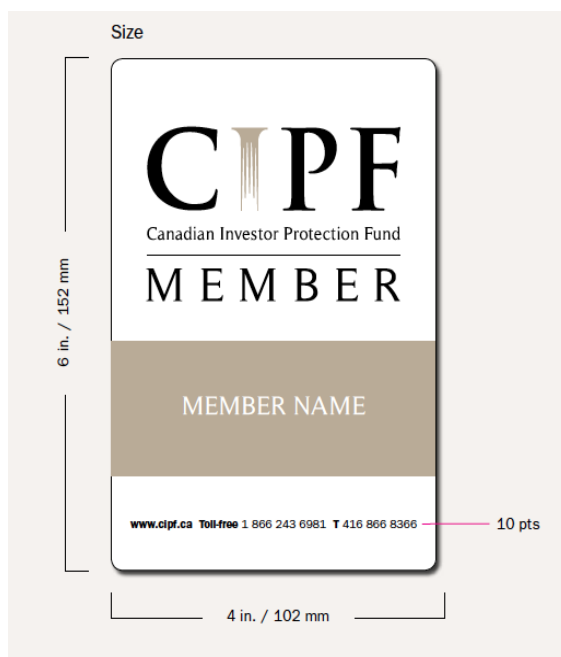 Size
CIPF
Canadian Investor Protection Fund
MEMBER
6 in. / 152 mm
MEMBER NAME
www.cipf.ca Toll-free 1 866 243 6981 T 416 866 8366
10 pts
4 in. / 102 mm